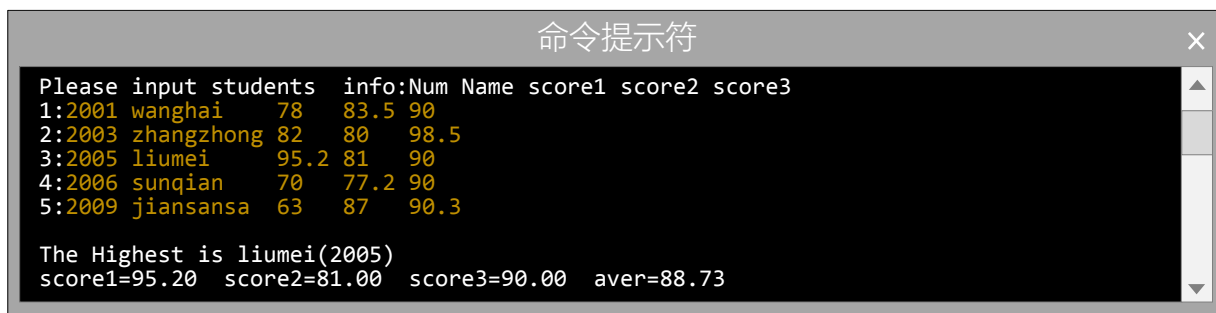 命令提示符
Please input students info:Num Name score1 score2 score3
1:2001 wanghai 78 83.5 90
2:2003 zhangzhong 82 80 98.5
3:2005 liumei 95.2 81 90
4:2006 sunqian 70 77.2 90
5:2009 jiansansa 63 87 90.3
The Highest is liumei(2005)
score1=95.20 score2=81.00 score3=90.00 aver=88.73